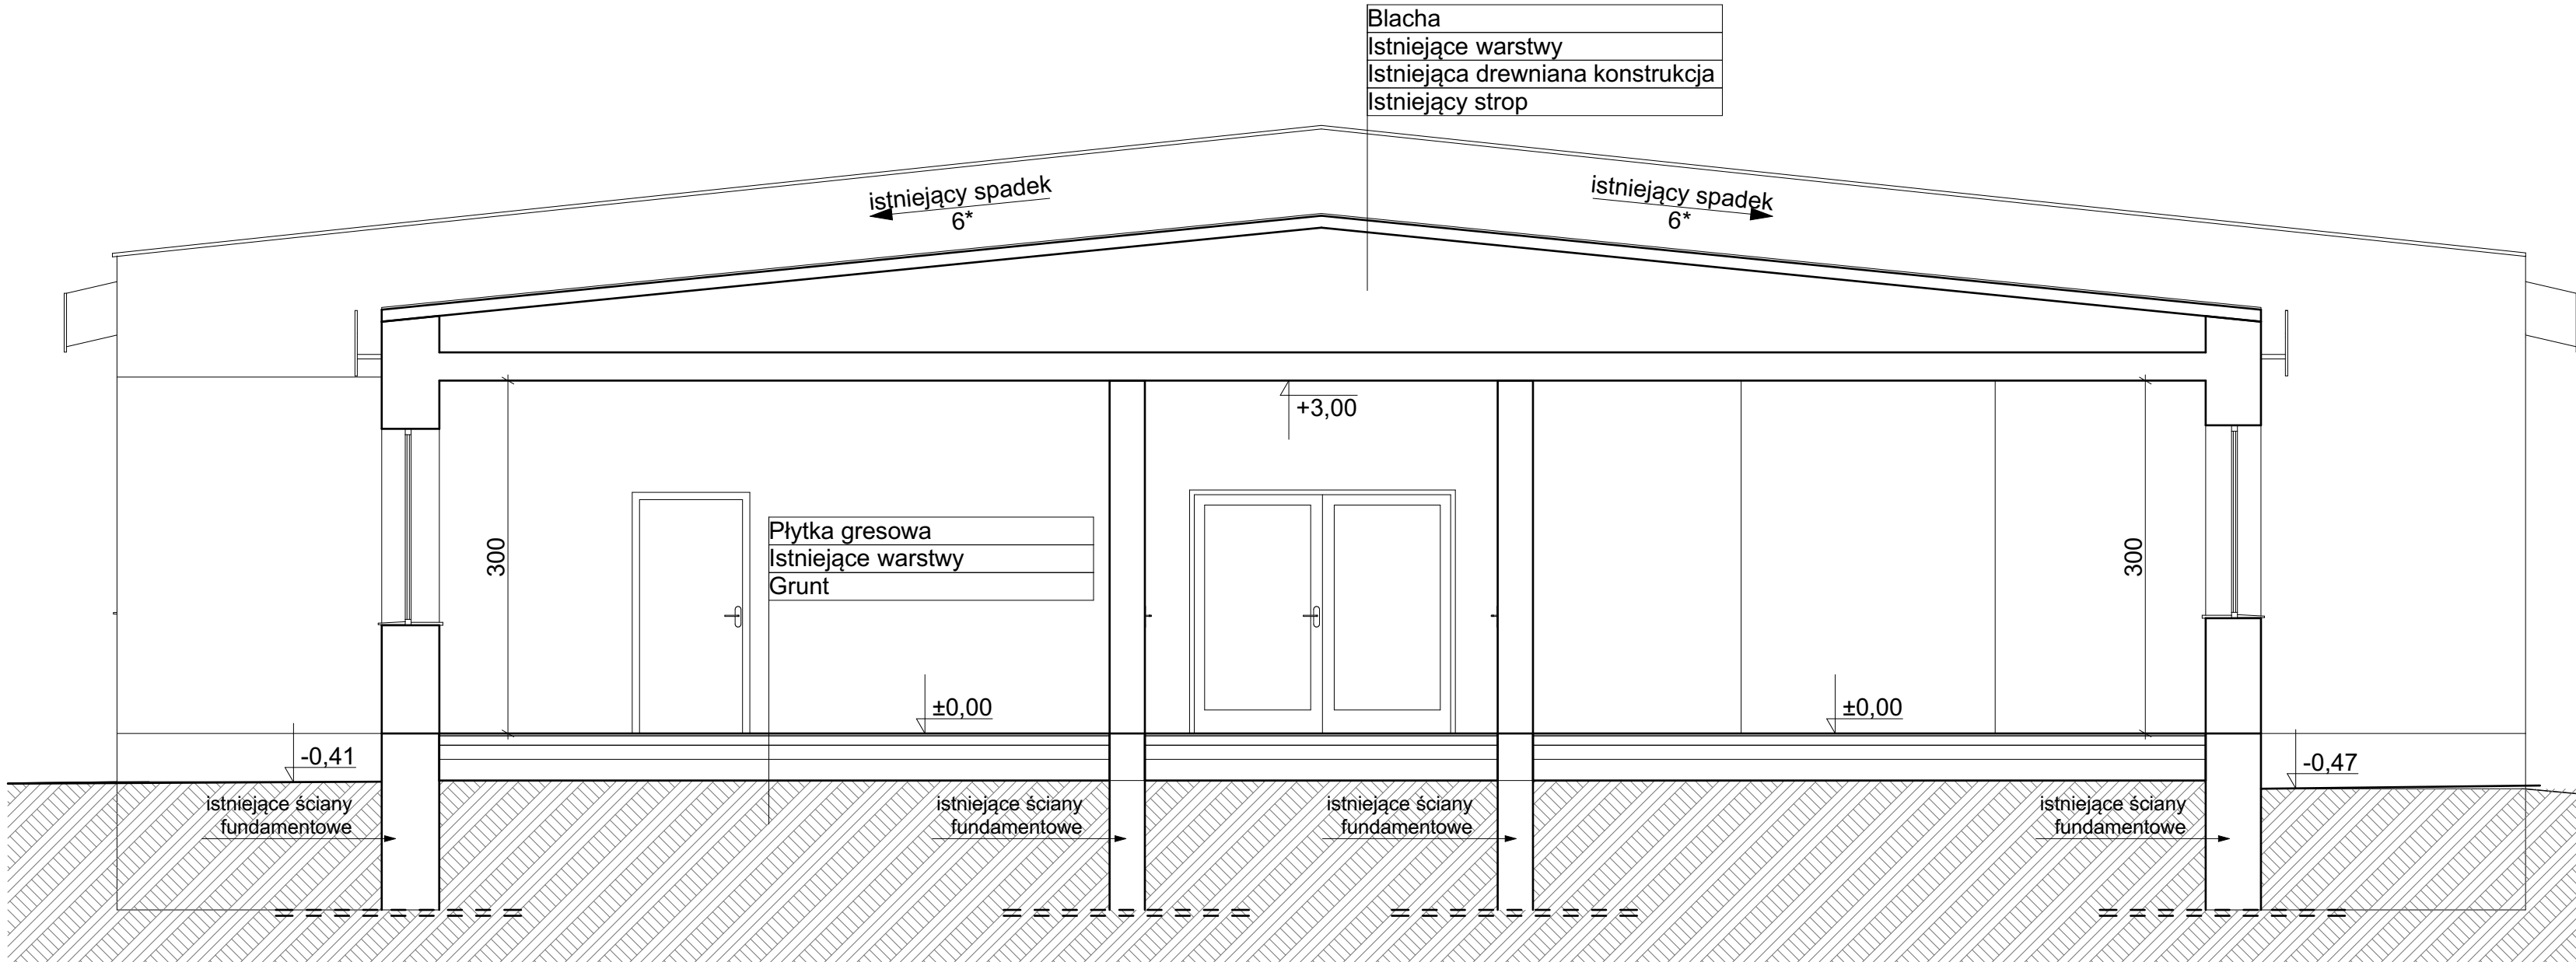 Blacha
Istniejące warstwy
Istniejąca drewniana konstrukcja
Istniejący strop
istniejący spadek
6*
istniejący spadek
6*
+3,00
300
300
Płytka gresowa
Istniejące warstwy
Grunt
±0,00
±0,00
-0,41
-0,47
istniejące ściany
fundamentowe
istniejące ściany
fundamentowe
istniejące ściany
fundamentowe
istniejące ściany
fundamentowe